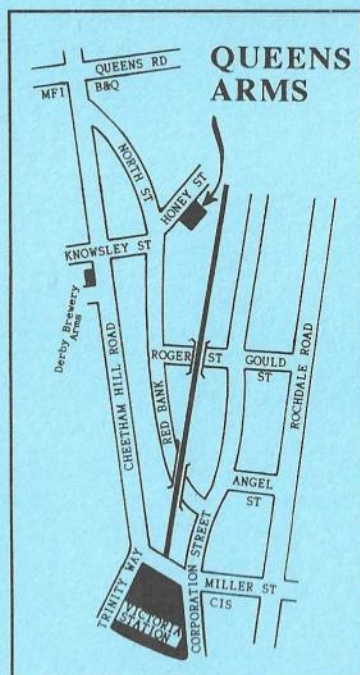 QUEENS
ARMS
QUEENS RD
MFI
B&Q
NORTH ST
HONEY ST
KNOWSLEY ST
Derby Brewery
Arms
CHEETHAM HILL ROAD
RED BANK
ROGER ST
GOULD
ST
ROCHDALE ROAD
ANGEL
ST
CORPORATION STREET
MILLER ST
CIS
TRINITY WAY
VICTORIA
STATION